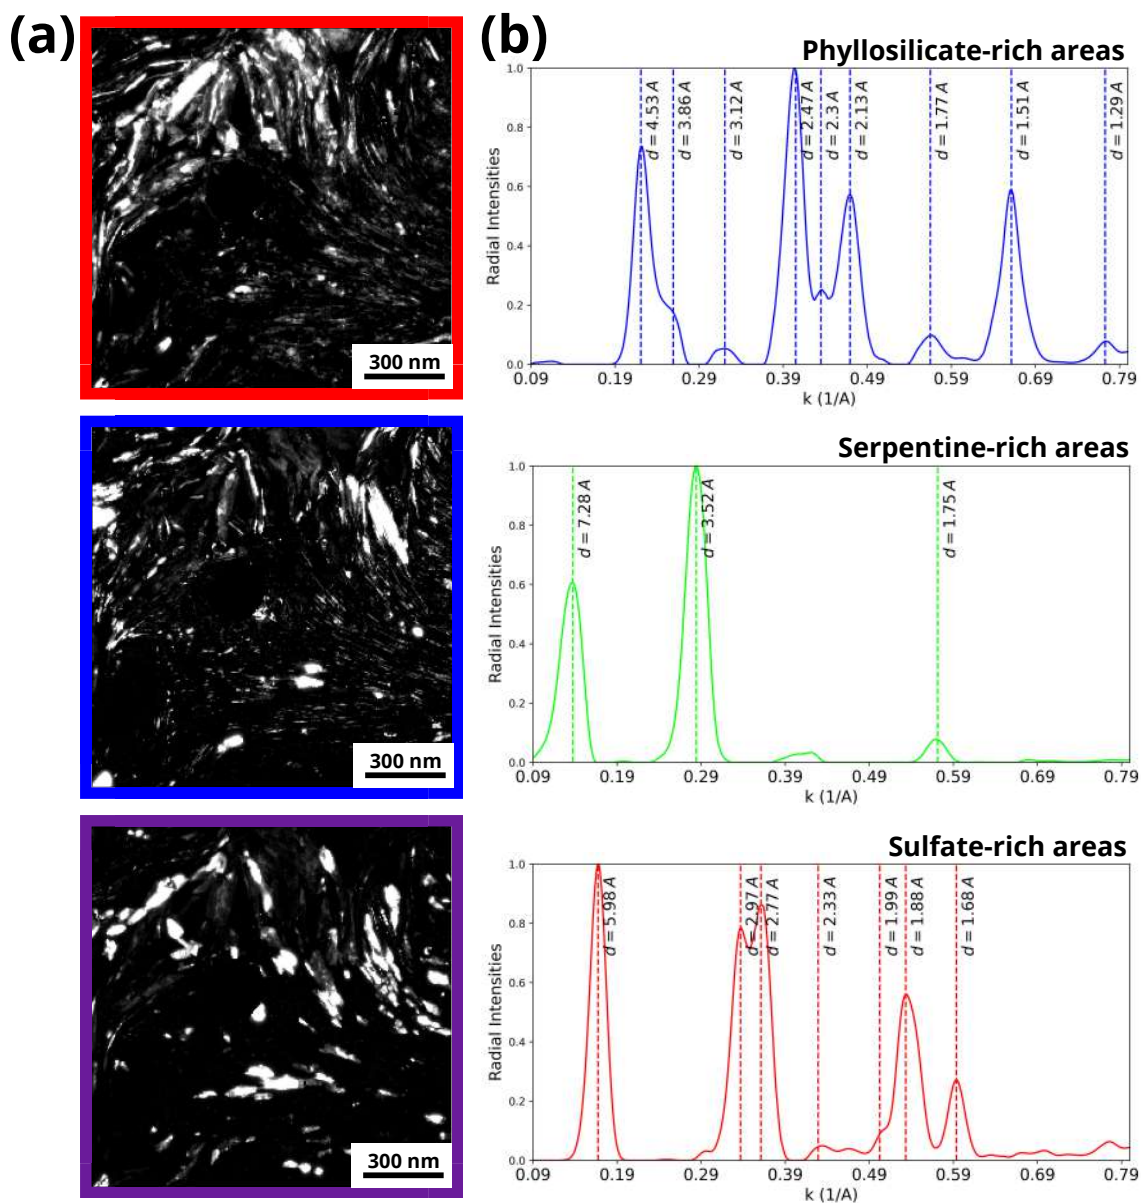 (a)
(b)
300 nm
300 nm
300 nm
Phyllosilicate-rich areas
1.0
0.8
0.6
0.4
0.2
0.0
Radial Intensities
d = 4.53 A
d = 3.86 A
d = 3.12 A
d = 2.47 A
d = 2.3 A
d = 2.13 A
d = 1.77 A
d = 1.51 A
d = 1.29 A
0.09 0.19 0.29 0.39 0.49 0.59 0.69 0.79
k (1/A)
Serpentine-rich areas
1.0
0.8
0.6
0.4
0.2
0.0
Radial Intensities
d = 7.28 A
d = 3.52 A
d = 1.75 A
0.09 0.19 0.29 0.39 0.49 0.59 0.69 0.79
k (1/A)
Sulfate-rich areas
1.0
0.8
0.6
0.4
0.2
0.0
Radial Intensities
d = 5.98 A
d = 2.97 A
d = 2.77 A
d = 2.33 A
d = 1.99 A
d = 1.88 A
d = 1.68 A
0.09 0.19 0.29 0.39 0.49 0.59 0.69 0.79
k (1/A)